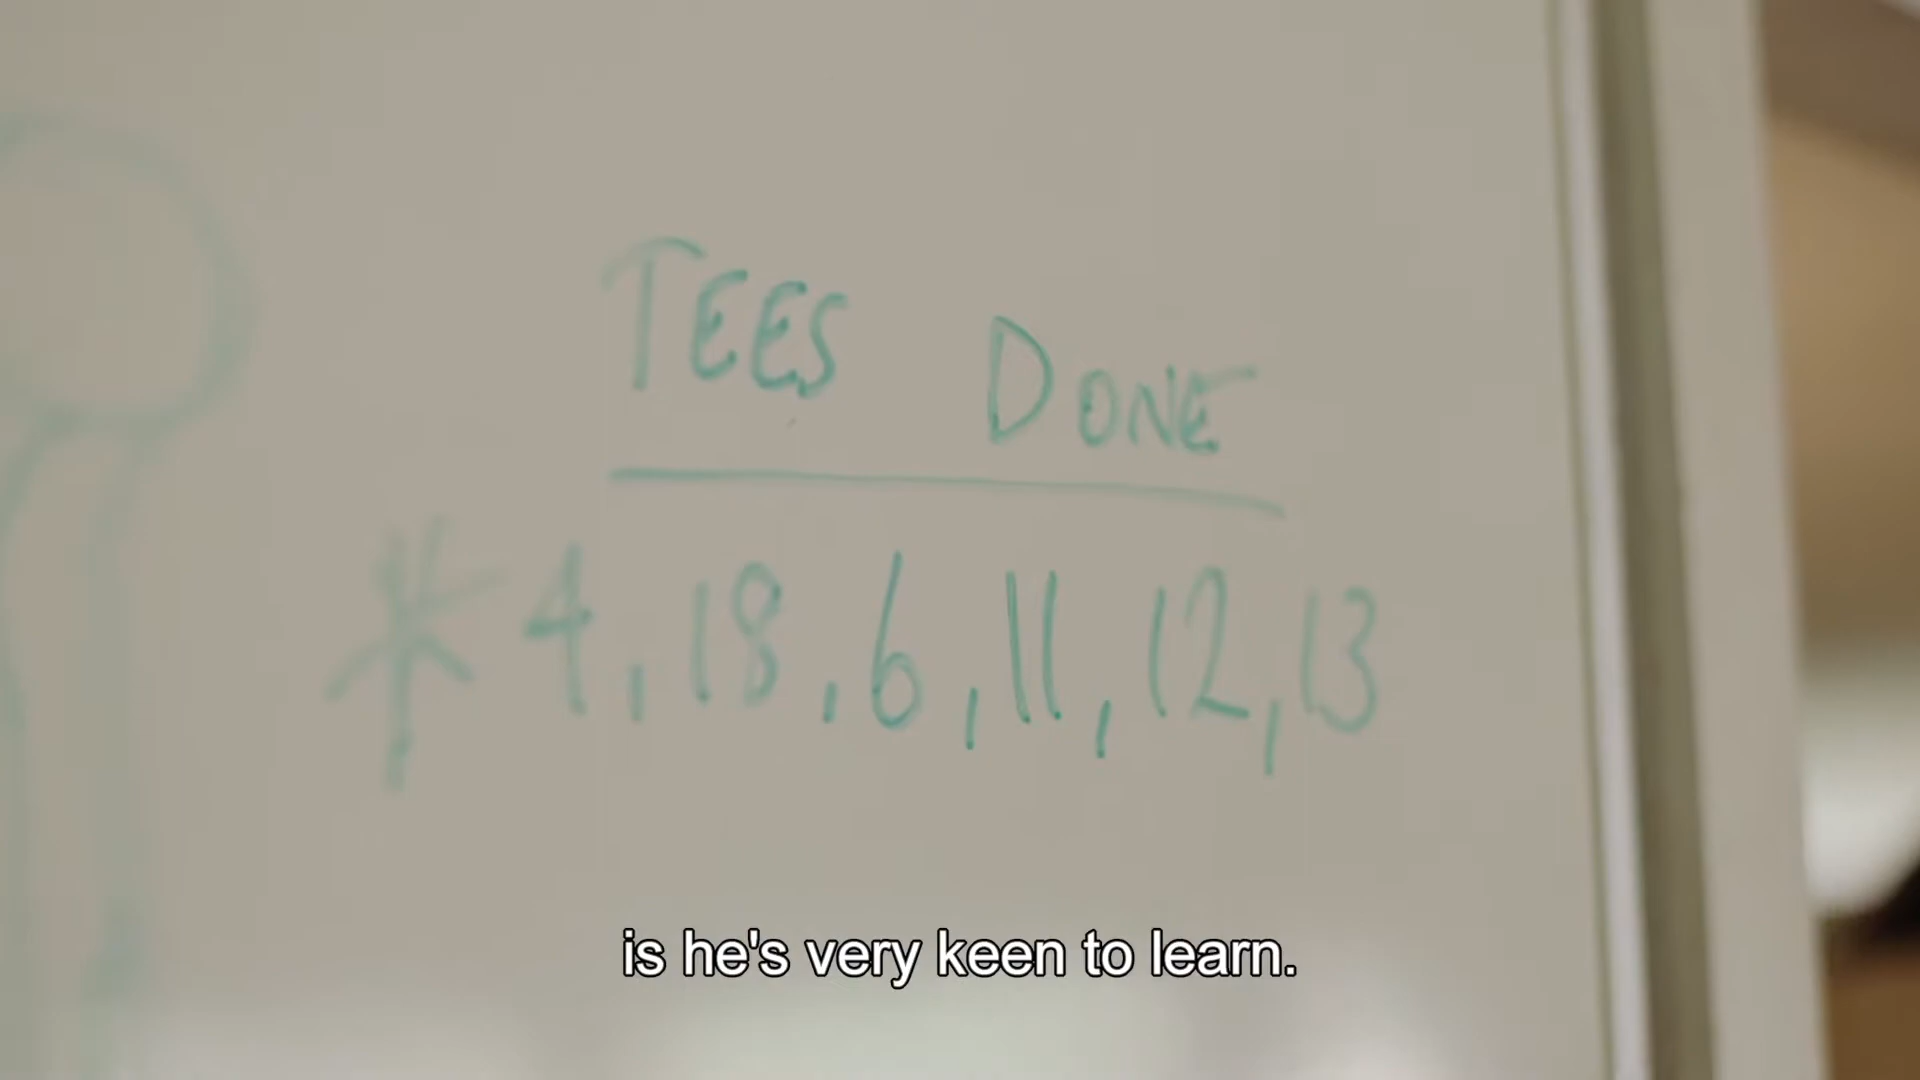 TEES DONE
* 4, 18, 6, 11, 12, 13
is he's very keen to learn.